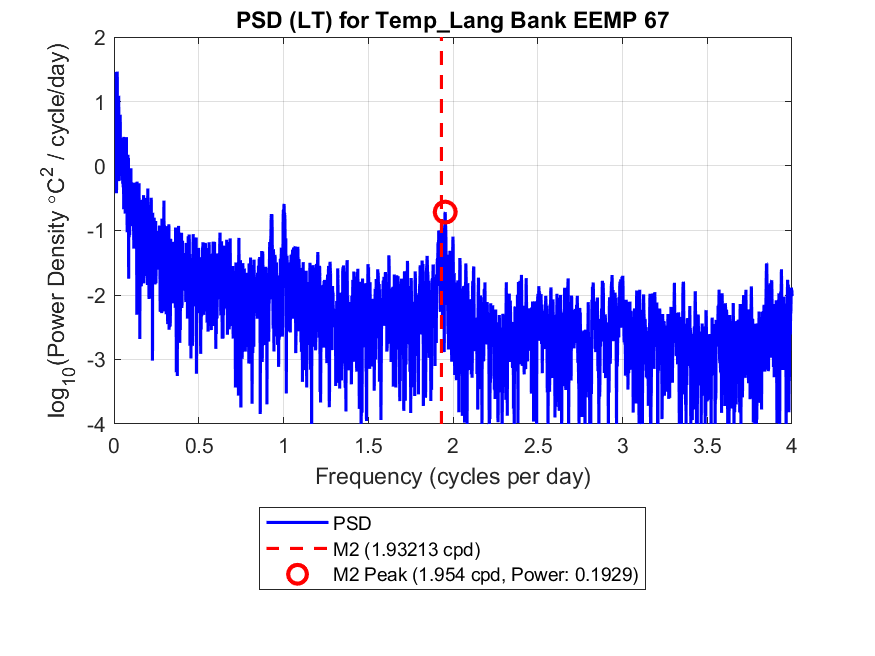 PSD (LT) for Temp_Lang Bank EEMP 67
log10(Power Density °C2 / cycle/day)
2
1
0
-1
-2
-3
-4
0 0.5 1 1.5 2 2.5 3 3.5 4
Frequency (cycles per day)
PSD
M2 (1.93213 cpd)
M2 Peak (1.954 cpd, Power: 0.1929)